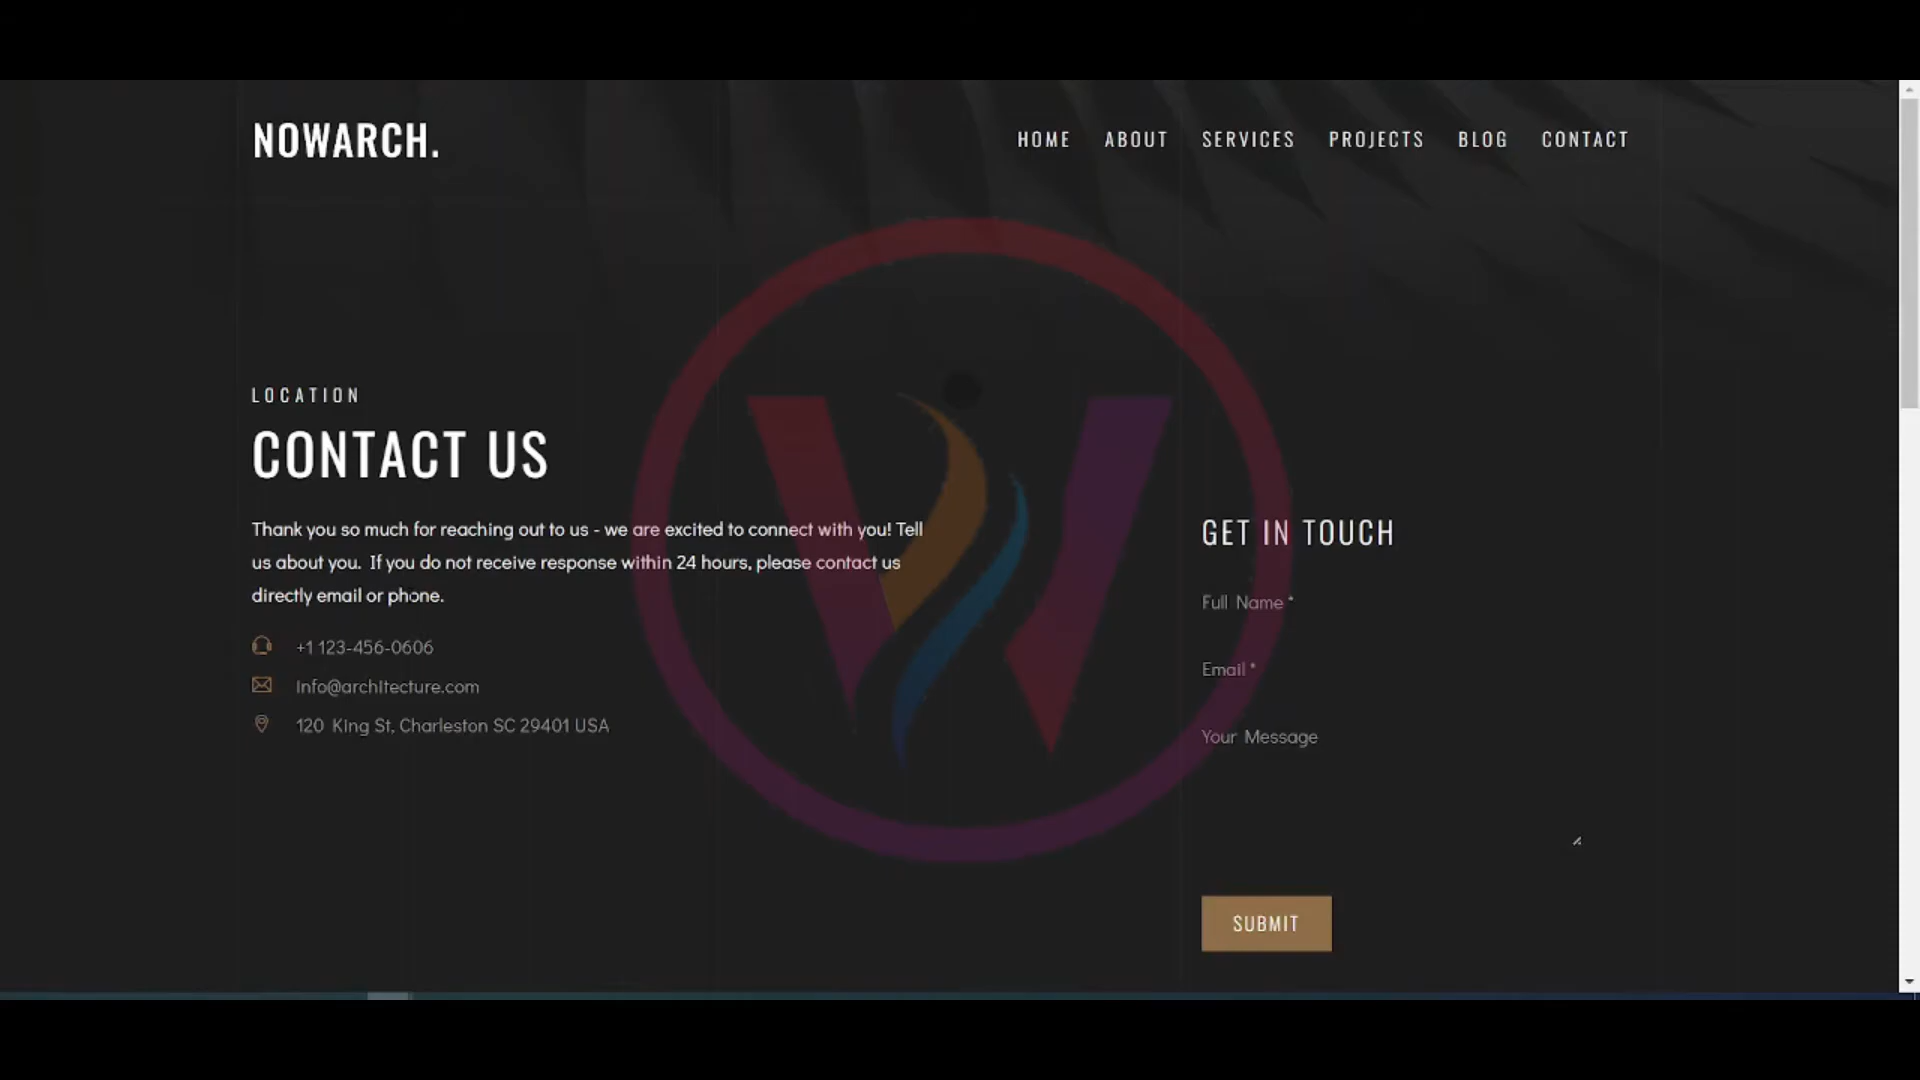 NOWARCH.
HOME ABOUT SERVICES PROJECTS BLOG CONTACT
LOCATION
CONTACT US
Thank you so much for reaching out to us - we are excited to connect with you! Tell
us about you. If you do not receive response within 24 hours, please contact us
directly email or phone.
+1 123-456-0606
info@architecture.com
120 King St, Charleston SC 29401 USA
GET IN TOUCH
Full Name *
Email *
Your Message
SUBMIT